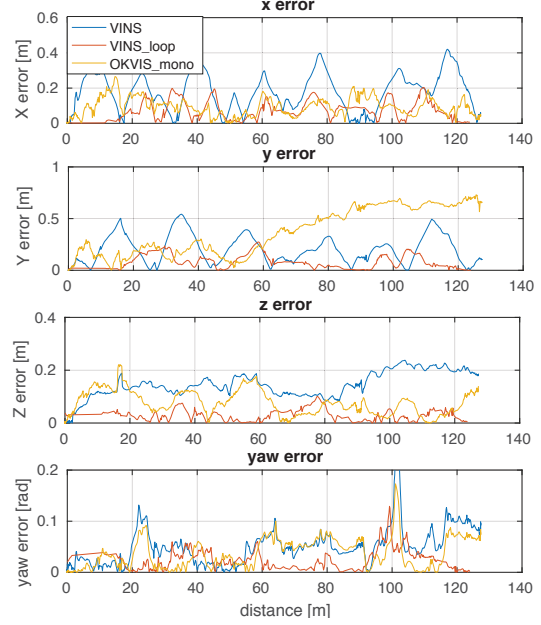 x error
X error [m]
0.6
0.4
0.2
0
VINS
VINS_loop
OKVIS_mono
0 20 40 60 80 100 120 140
y error
Y error [m]
1
0.5
0
0 20 40 60 80 100 120 140
z error
Z error [m]
0.4
0.2
0
0 20 40 60 80 100 120 140
yaw error
yaw error [rad]
0.2
0.1
0
0 20 40 60 80 100 120 140
distance [m]